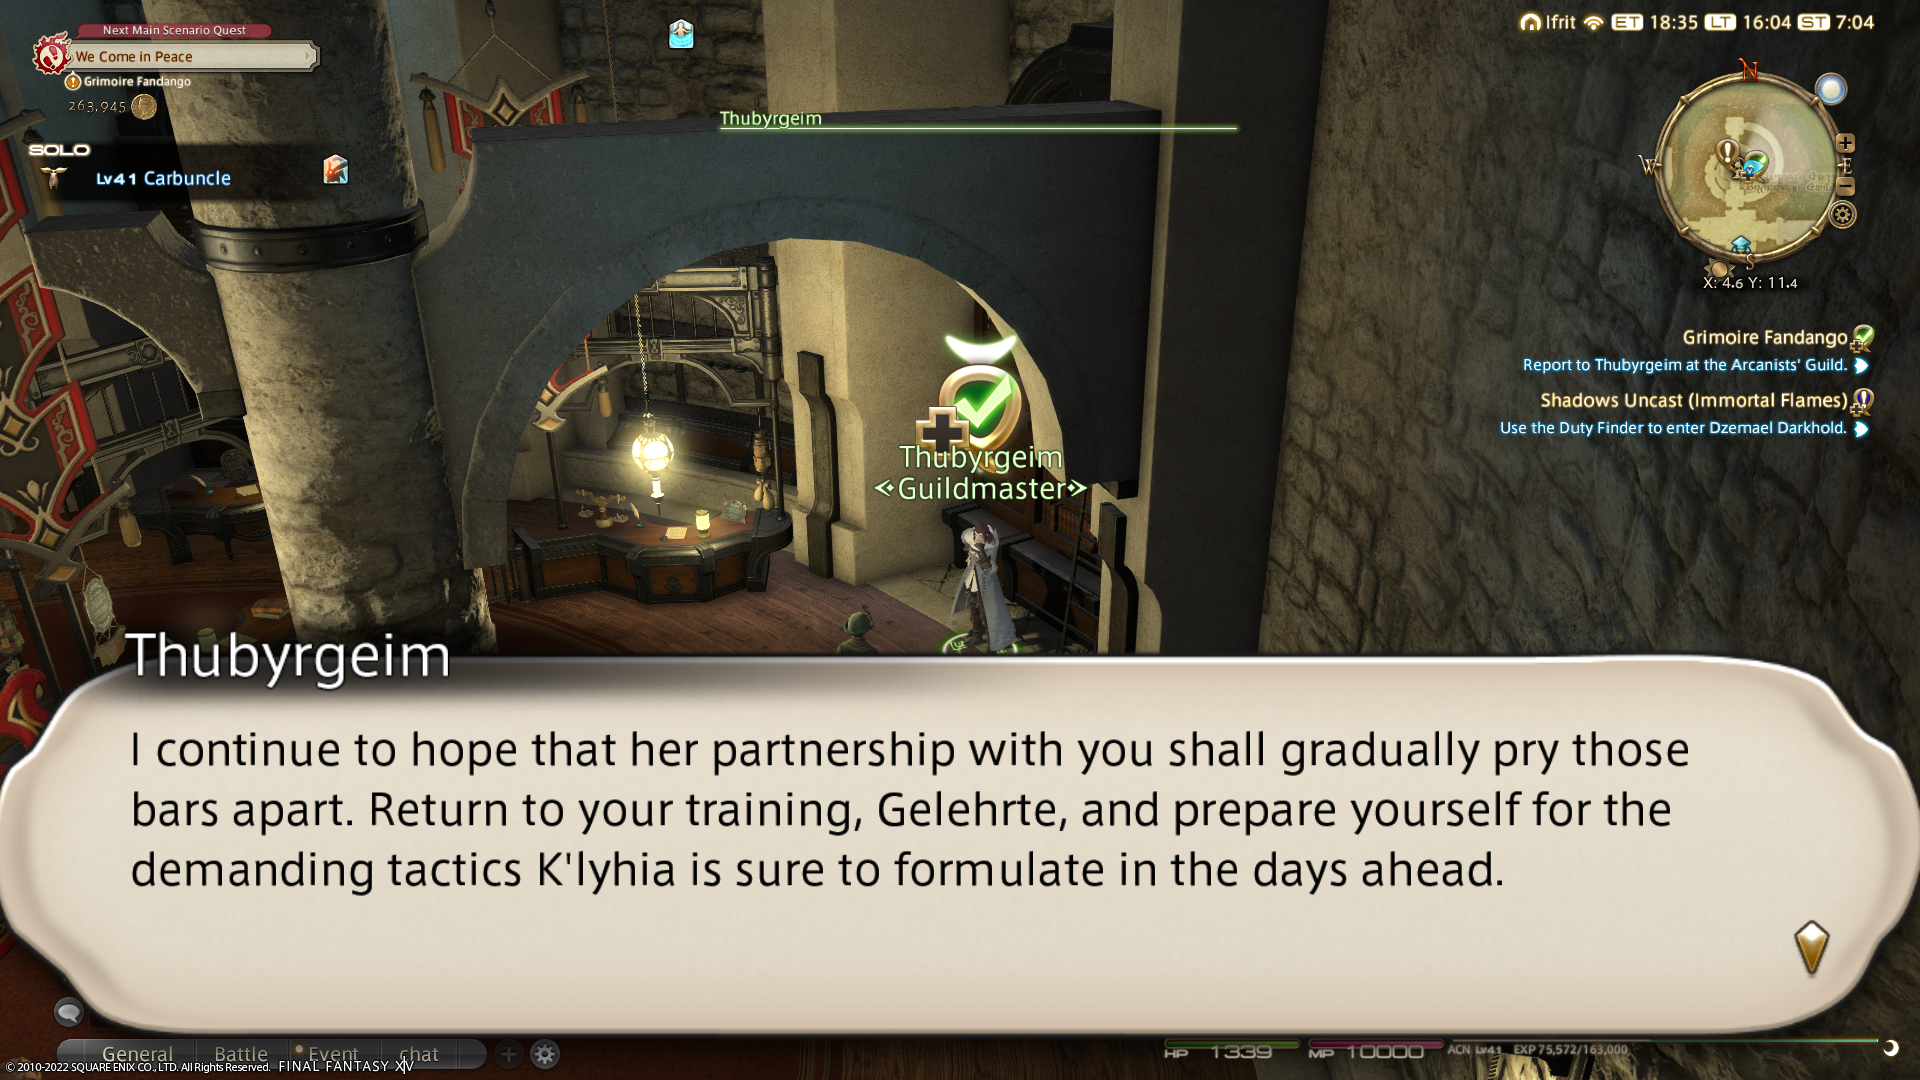 Next Main Scenario Quest
We Come in Peace
Grimoire Fandango
263,945
SOLO
Lv41 Carbuncle
Thubyrgeim
Ifrit ET 18:35 LT 16:04 ST 7:04
N
W
E
S
X: 4.6 Y: 11.4
Grimoire Fandango
Report to Thubyrgeim at the Arcanists' Guild.
Shadows Uncast (Immortal Flames)
Use the Duty Finder to enter Dzemael Darkhold.
Thubyrgeim
<Guildmaster>
Thubyrgeim
I continue to hope that her partnership with you shall gradually pry those
bars apart. Return to your training, Gelehrte, and prepare yourself for the
demanding tactics K'lyhia is sure to formulate in the days ahead.
General Battle Event chat
HP 1339 MP 10000 ACN Lv41 EXP 75,572/163,000
© 2010-2022 SQUARE ENIX CO., LTD. All Rights Reserved. FINAL FANTASY XIV